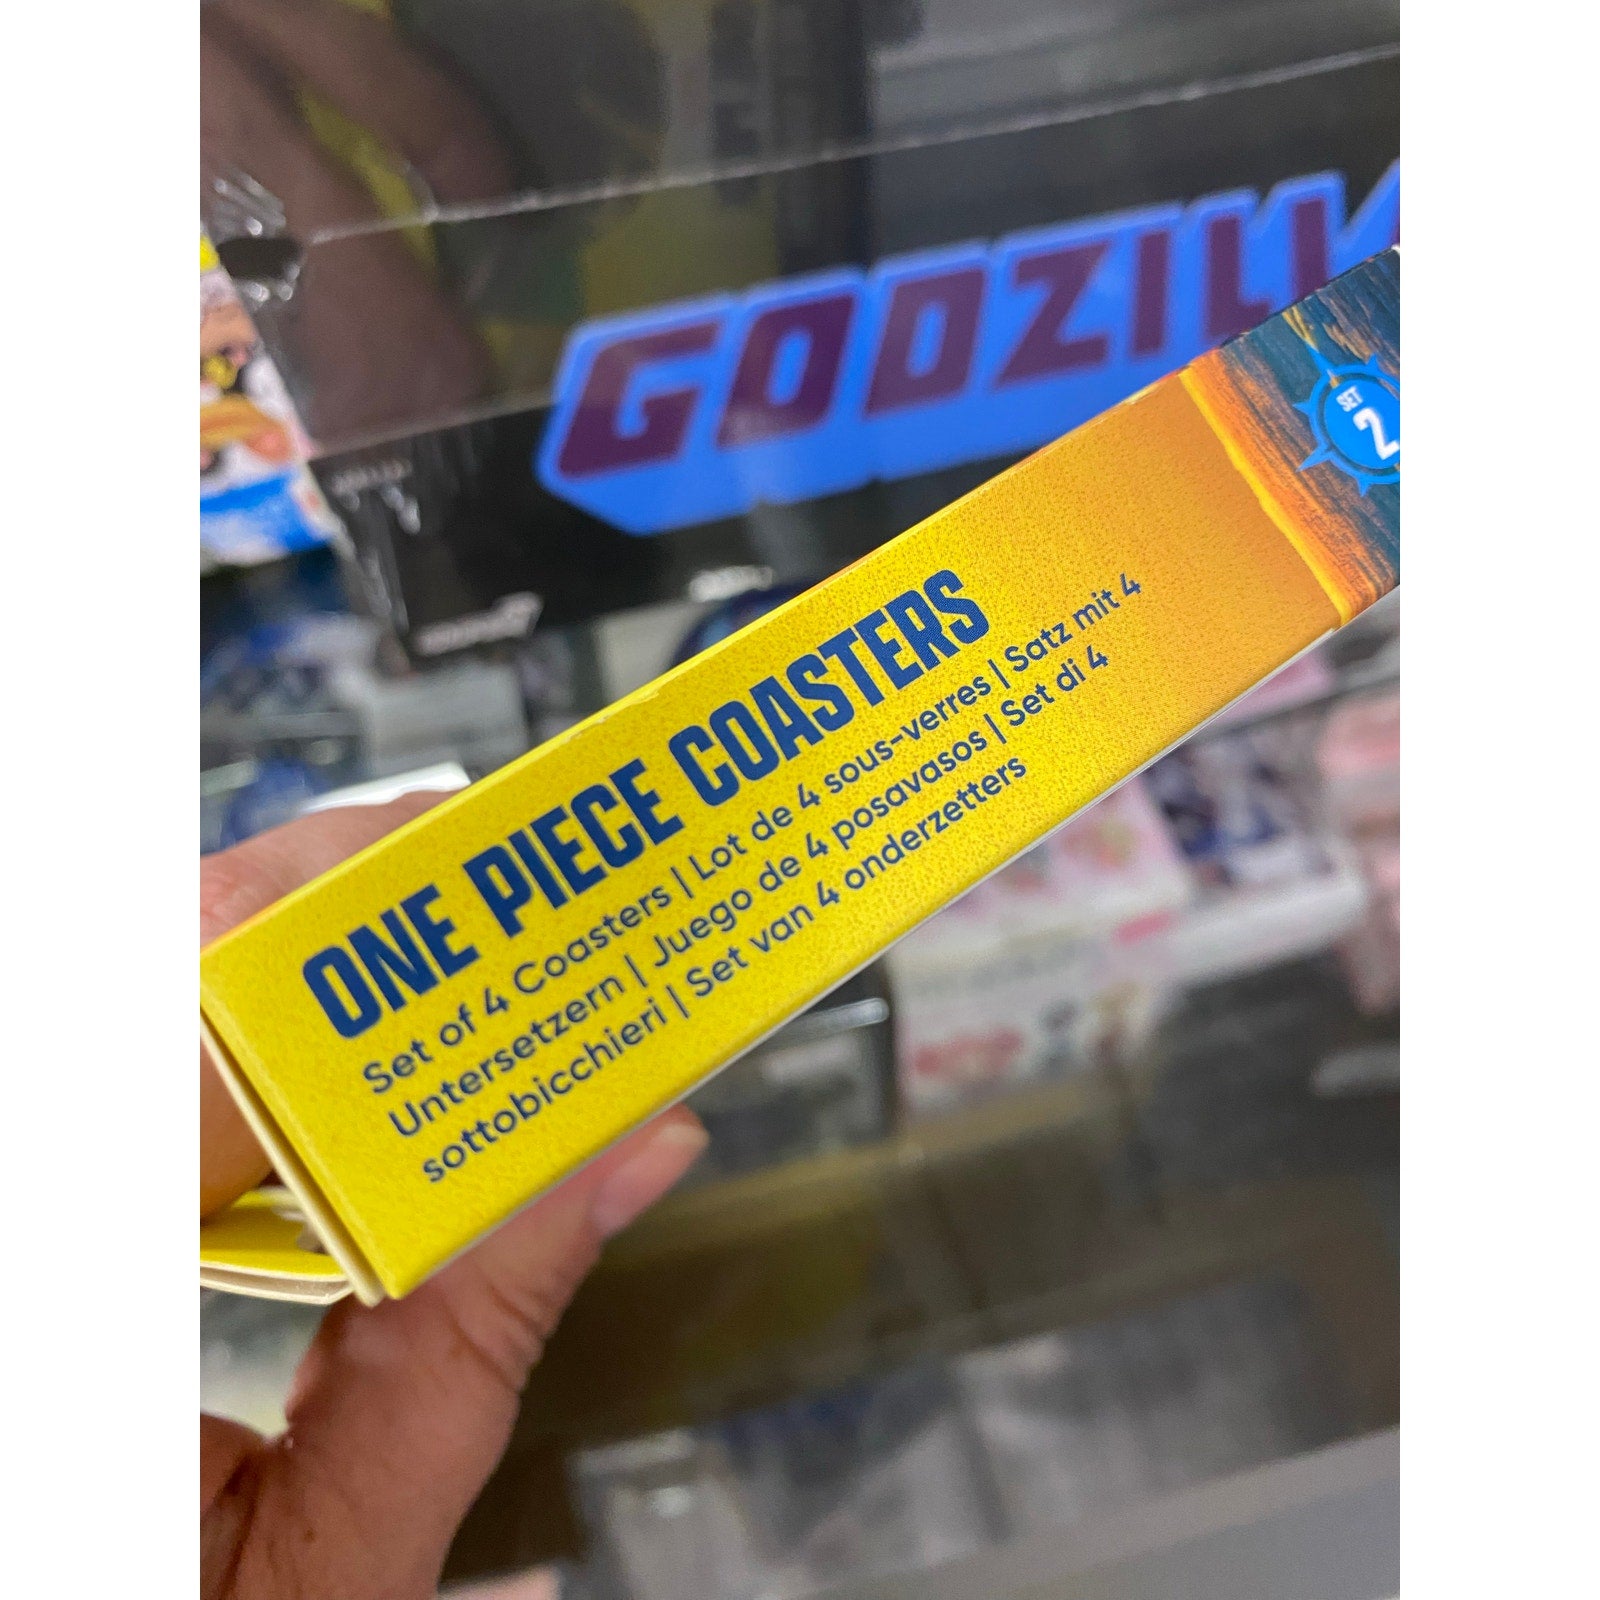 GODZILL
SET
2
ONE PIECE COASTERS
Set of 4 Coasters | Lot de 4 sous-verres | Satz mit 4
Untersetzern | Juego de 4 posavasos | Set di 4
sottobicchieri | Set van 4 onderzetters